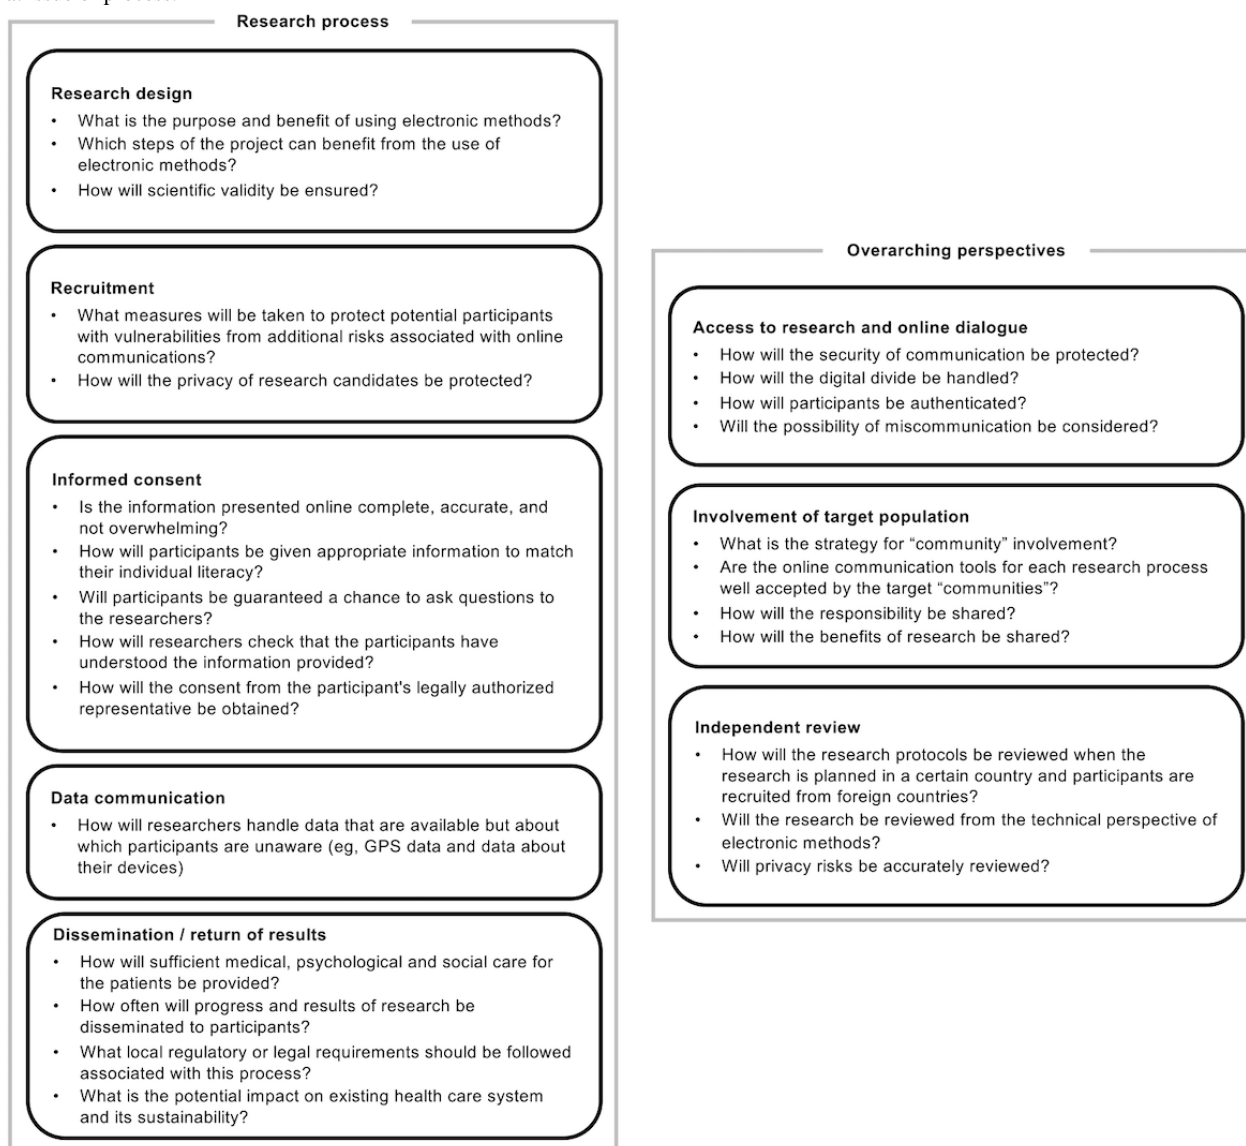 Research process
Research design
• What is the purpose and benefit of using electronic methods?
• Which steps of the project can benefit from the use of
electronic methods?
• How will scientific validity be ensured?
Recruitment
• What measures will be taken to protect potential participants
with vulnerabilities from additional risks associated with online
communications?
• How will the privacy of research candidates be protected?
Informed consent
• Is the information presented online complete, accurate, and
not overwhelming?
• How will participants be given appropriate information to match
their individual literacy?
• Will participants be guaranteed a chance to ask questions to
the researchers?
• How will researchers check that the participants have
understood the information provided?
• How will the consent from the participant's legally authorized
representative be obtained?
Data communication
• How will researchers handle data that are available but about
which participants are unaware (eg, GPS data and data about
their devices)
Dissemination / return of results
• How will sufficient medical, psychological and social care for
the patients be provided?
• How often will progress and results of research be
disseminated to participants?
• What local regulatory or legal requirements should be followed
associated with this process?
• What is the potential impact on existing health care system
and its sustainability?
Overarching perspectives
Access to research and online dialogue
• How will the security of communication be protected?
• How will the digital divide be handled?
• How will participants be authenticated?
• Will the possibility of miscommunication be considered?
Involvement of target population
• What is the strategy for “community” involvement?
• Are the online communication tools for each research process
well accepted by the target “communities”?
• How will the responsibility be shared?
• How will the benefits of research be shared?
Independent review
• How will the research protocols be reviewed when the
research is planned in a certain country and participants are
recruited from foreign countries?
• Will the research be reviewed from the technical perspective of
electronic methods?
• Will privacy risks be accurately reviewed?